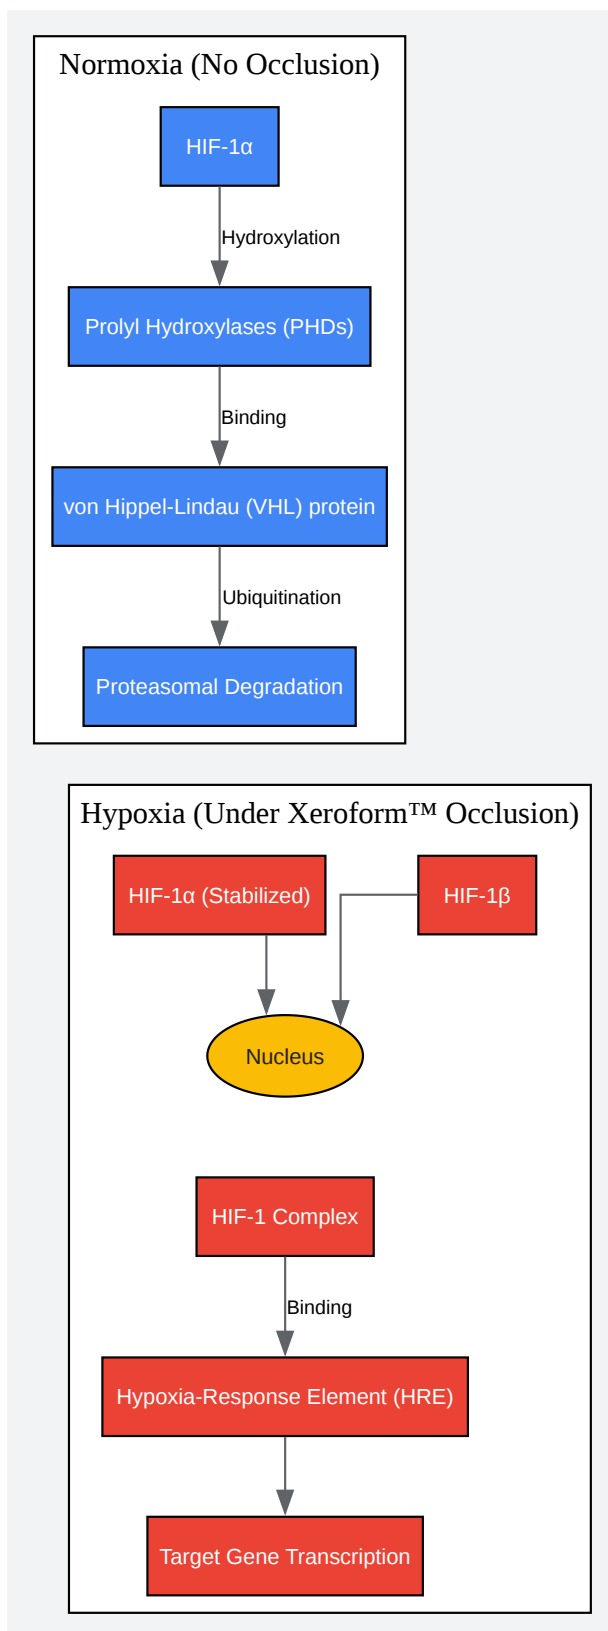 Normoxia (No Occlusion)
HIF-1α
Hydroxylation
Prolyl Hydroxylases (PHDs)
Binding
von Hippel-Lindau (VHL) protein
Ubiquitination
Proteasomal Degradation
Hypoxia (Under Xeroform™ Occlusion)
HIF-1α (Stabilized)
HIF-1β
Nucleus
HIF-1 Complex
Binding
Hypoxia-Response Element (HRE)
Target Gene Transcription